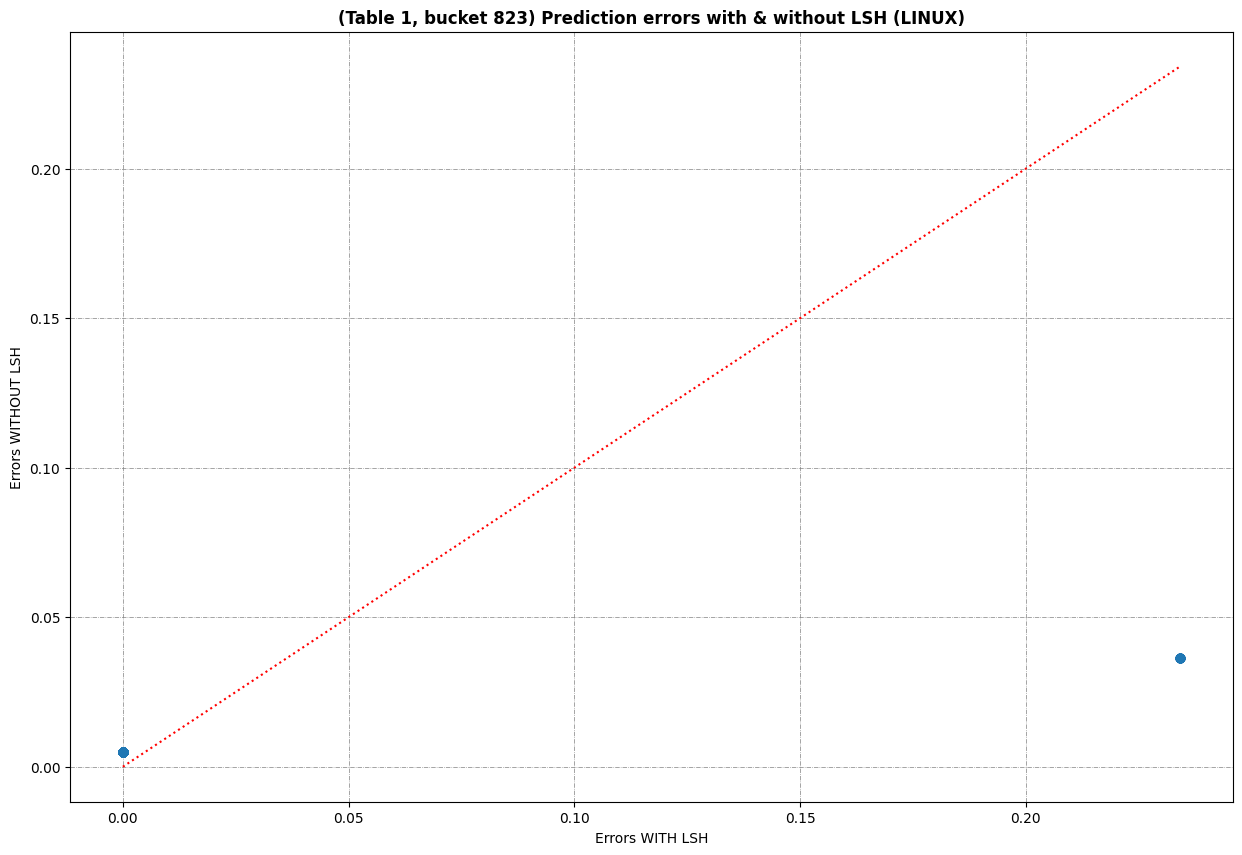 (Table 1, bucket 823) Prediction errors with & without LSH (LINUX)
Errors WITHOUT LSH
0.20
0.15
0.10
0.05
0.00
0.00 0.05 0.10 0.15 0.20
Errors WITH LSH